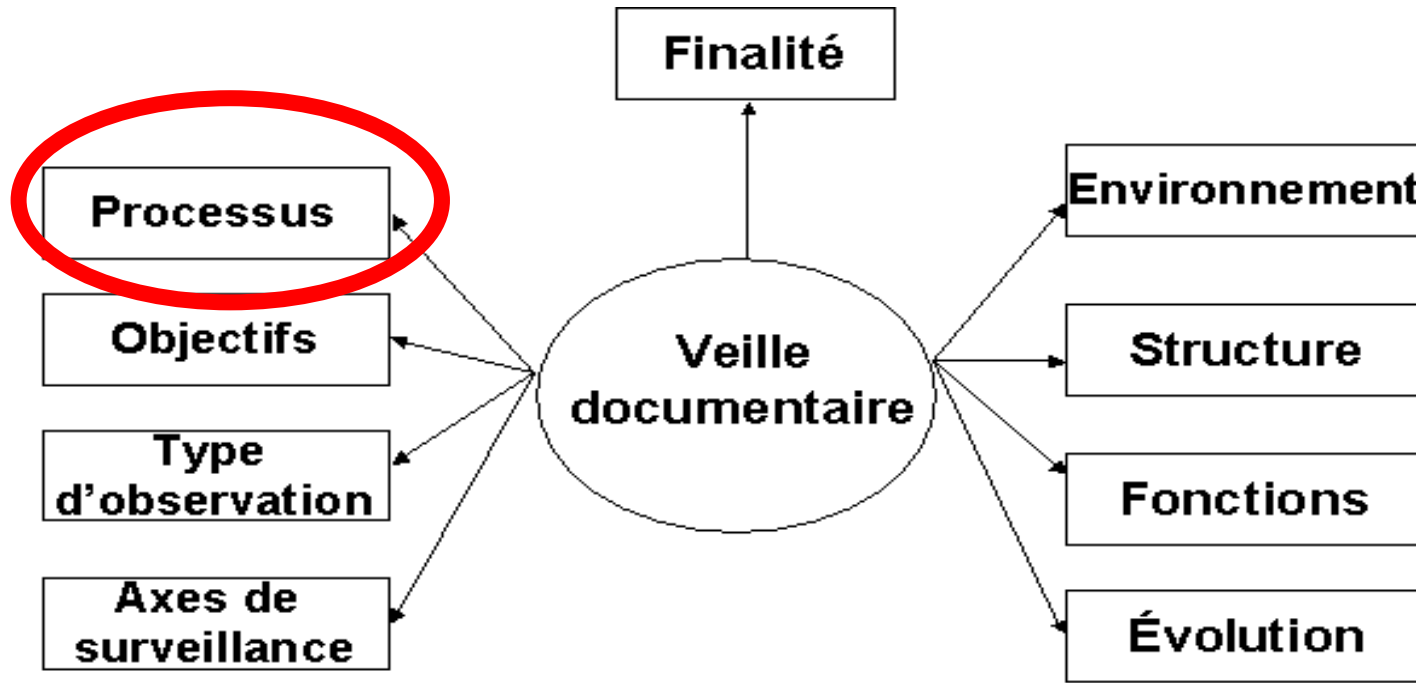 Finalité
Processus
Objectifs
Type
d’observation
Axes de
surveillance
Veille
documentaire
Environnement
Structure
Fonctions
Évolution